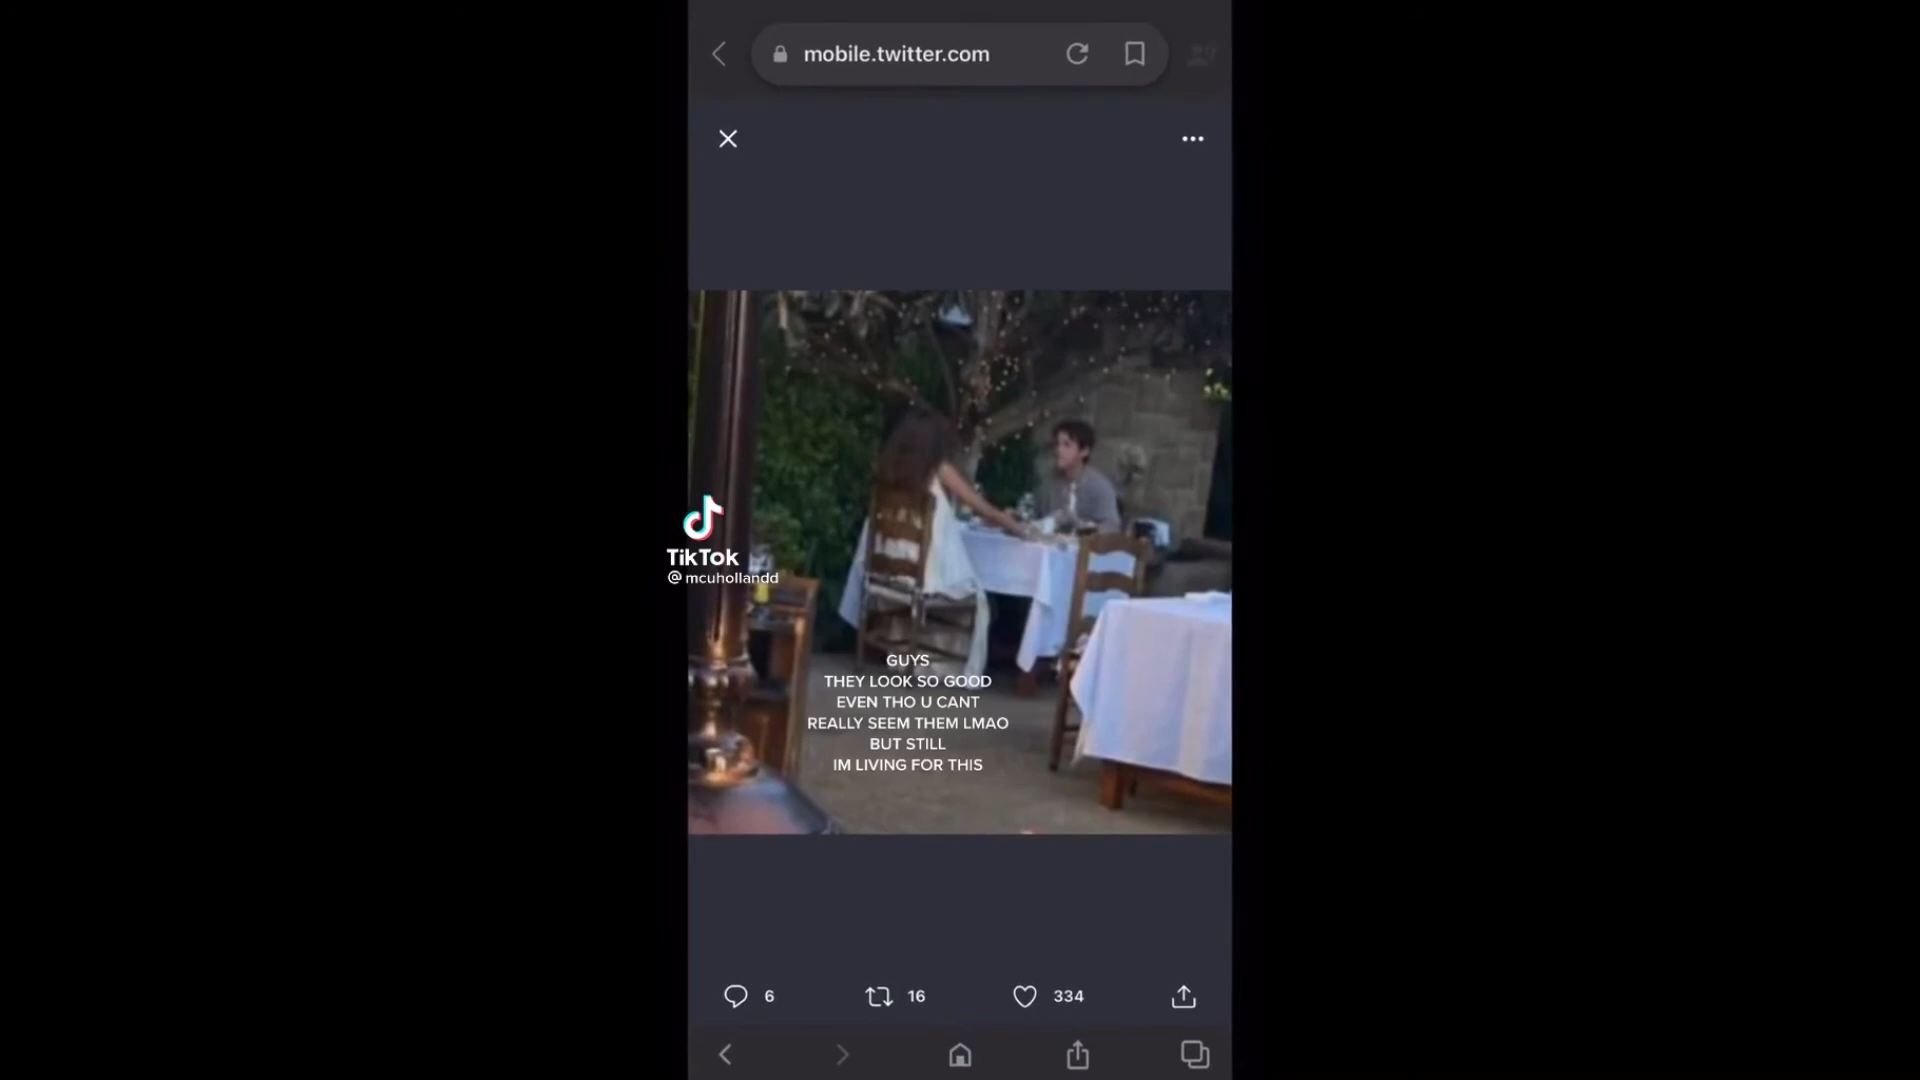 mobile.twitter.com
TikTok
@mcuhollandd
GUYS
THEY LOOK SO GOOD
EVEN THO U CANT
REALLY SEEM THEM LMAO
BUT STILL
IM LIVING FOR THIS
6
16
334